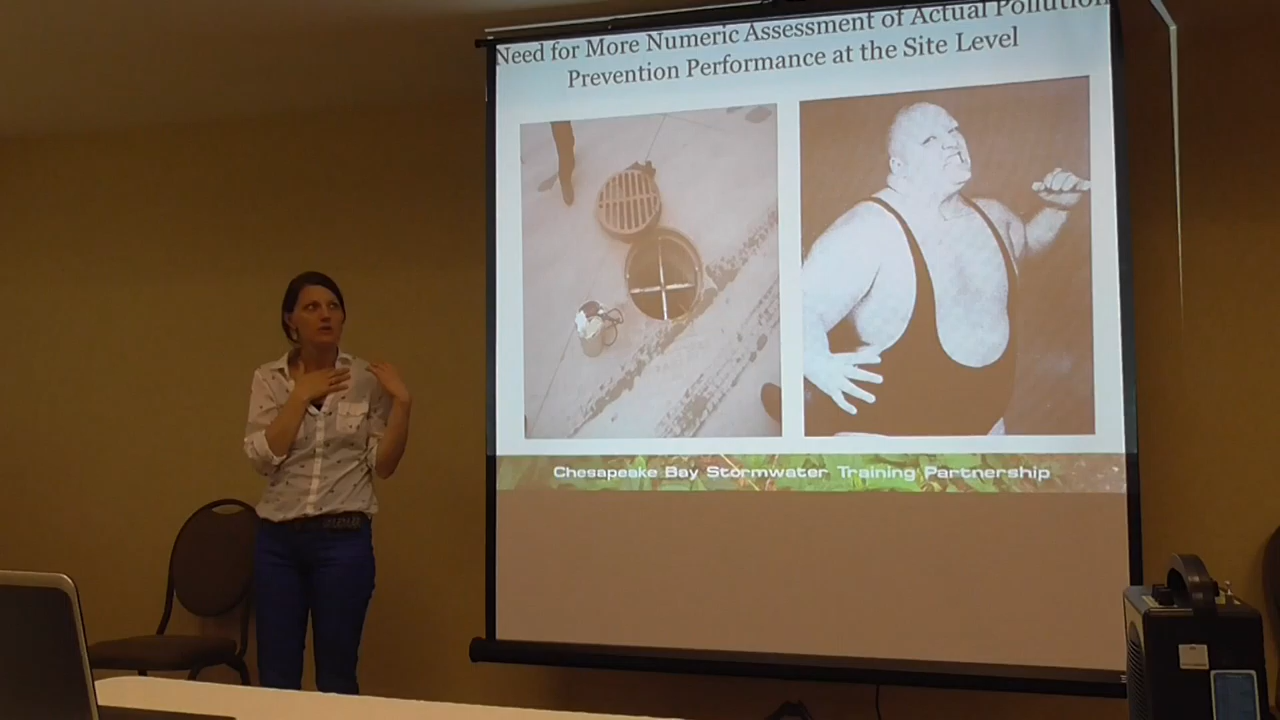 Need for More Numeric Assessment of Actual Pollution
Prevention Performance at the Site Level
Chesapeake Bay Stormwater Training Partnership